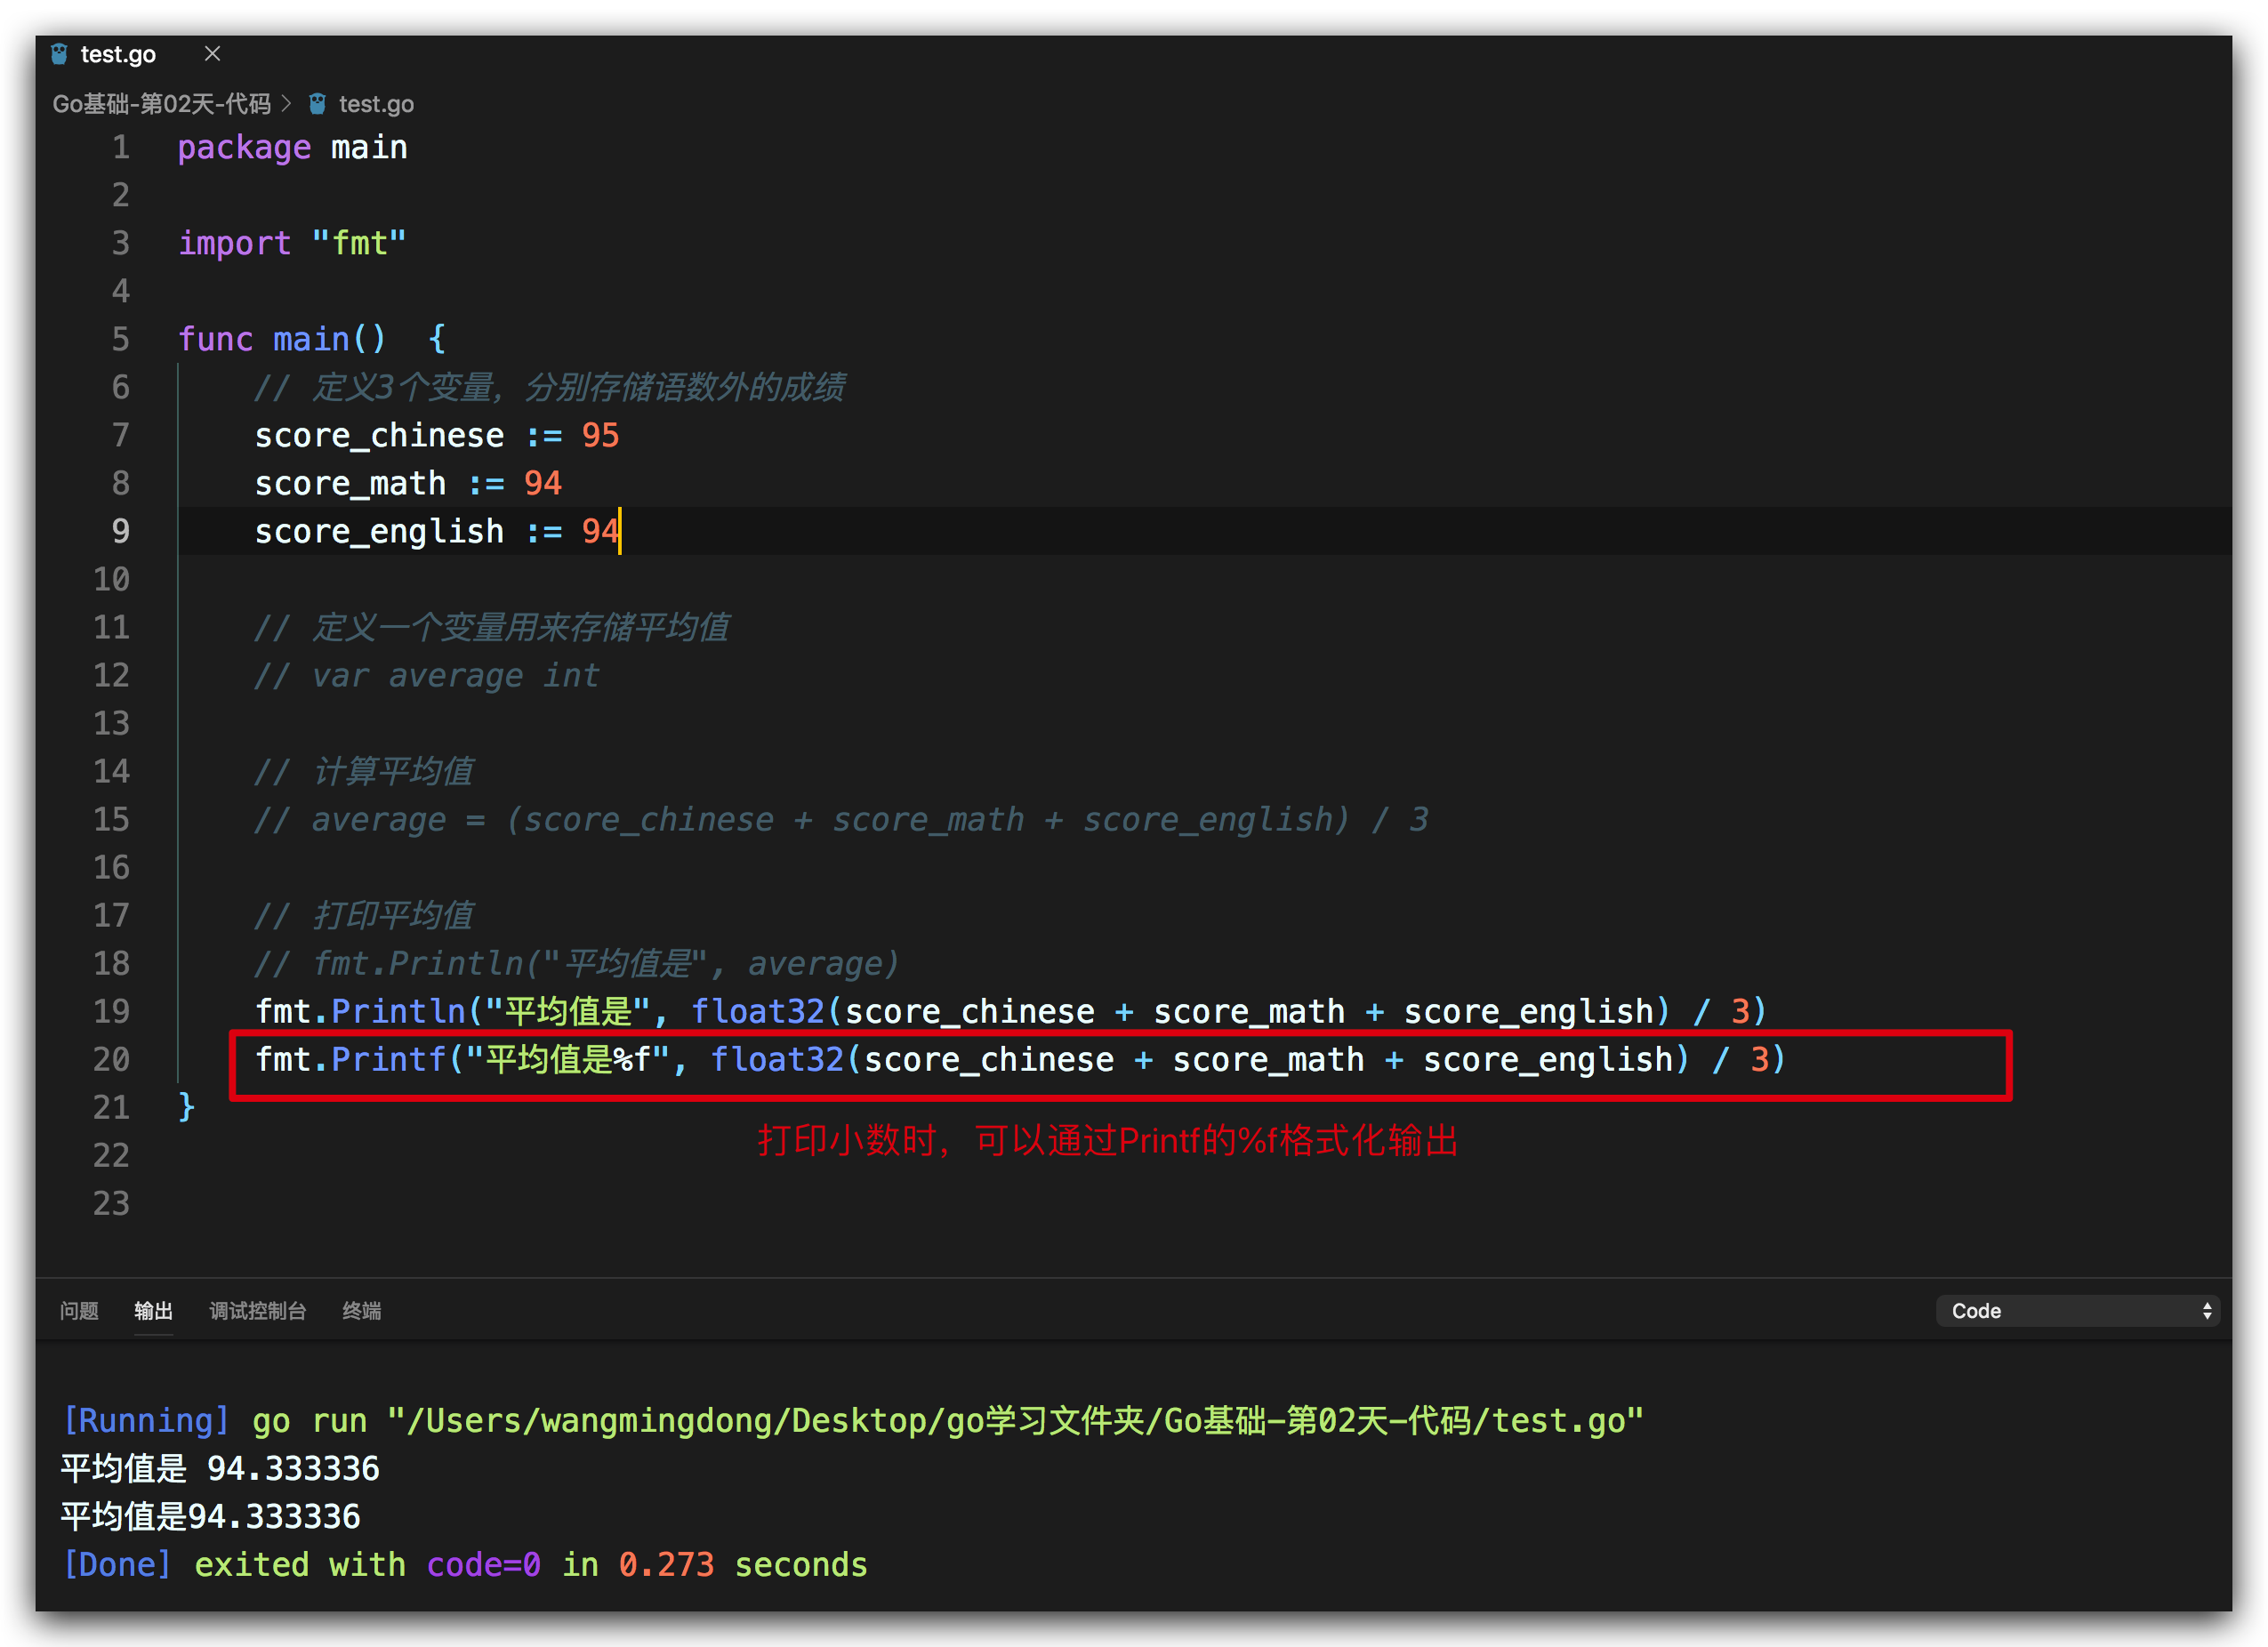 test.go
Go基础-第02天-代码 > test.go
1 package main
2
3 import "fmt"
4
5 func main()  {
6 // 定义3个变量，分别存储语数外的成绩
7 score_chinese := 95
8 score_math := 94
9 score_english := 94
10
11 // 定义一个变量用来存储平均值
12 // var average int
13
14 // 计算平均值
15 // average = (score_chinese + score_math + score_english) / 3
16
17 // 打印平均值
18 // fmt.Println("平均值是", average)
19 fmt.Println("平均值是", float32(score_chinese + score_math + score_english) / 3)
20 fmt.Printf("平均值是%f", float32(score_chinese + score_math + score_english) / 3)
21 }
打印小数时，可以通过Printf的%f格式化输出
22
23
问题 输出 调试控制台 终端 Code
[Running] go run "/Users/wangmingdong/Desktop/go学习文件夹/Go基础-第02天-代码/test.go"
平均值是 94.333336
平均值是94.333336
[Done] exited with code=0 in 0.273 seconds